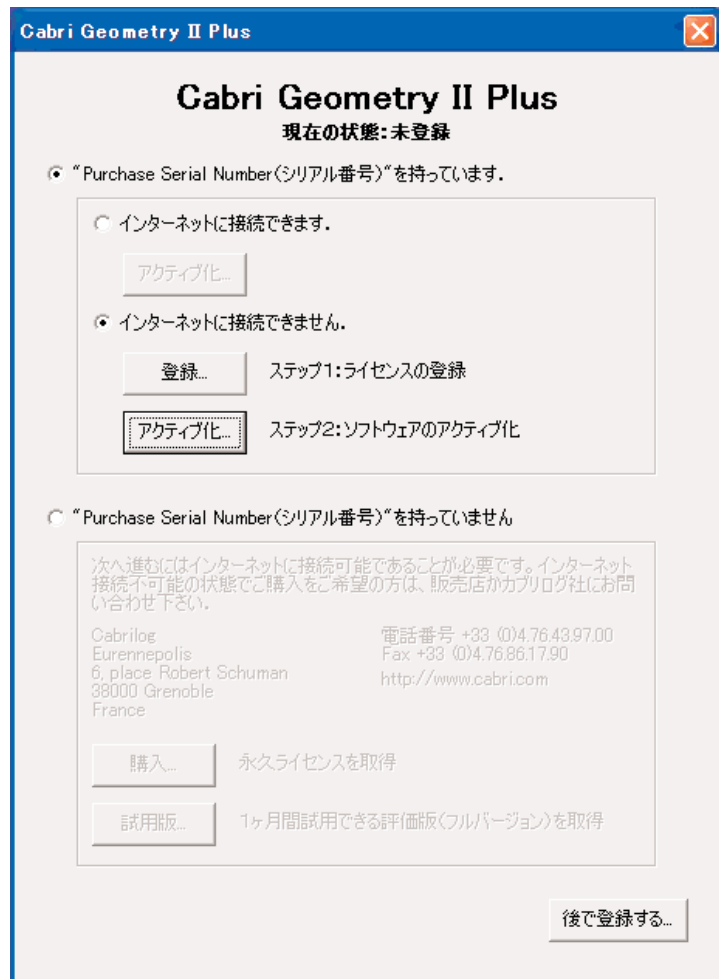 Cabri Geometry II Plus
Cabri Geometry II Plus
現在の状態：未登録
“Purchase Serial Number（シリアル番号）“を持っています．
インターネットに接続できます．
アクティブ化...
インターネットに接続できません．
登録... ステップ1：ライセンスの登録
アクティブ化... ステップ2：ソフトウェアのアクティブ化
“Purchase Serial Number（シリアル番号）“を持っていません
次へ進むにはインターネットに接続可能であることが必要です。インターネット
接続不可能の状態でご購入をご希望の方は、販売店かカブリログ社にお問
い合わせ下さい．
Cabrilog 電話番号 +33 (0)4.76.43.97.00
Eurennepolis Fax +33 (0)4.76.86.17.90
6, place Robert Schuman http://www.cabri.com
38000 Grenoble
France
購入... 永久ライセンスを取得
試用版... 1ヶ月間試用できる評価版（フルバージョン）を取得
後で登録する...